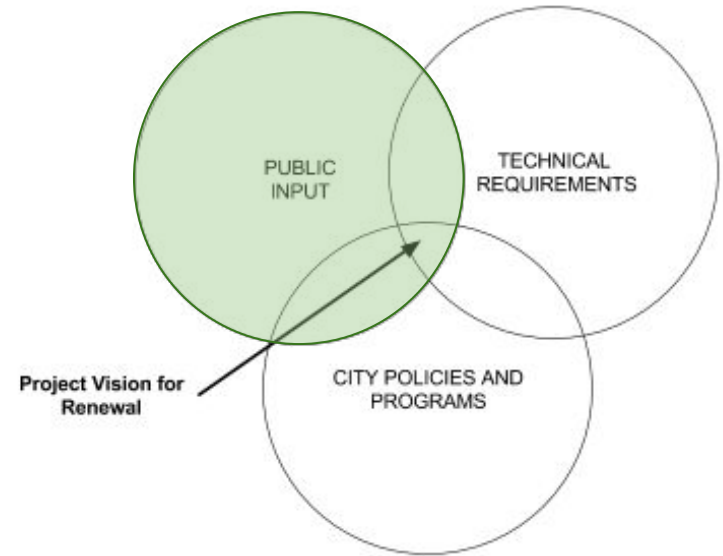 PUBLIC
INPUT
TECHNICAL
REQUIREMENTS
Project Vision for
Renewal
CITY POLICIES AND
PROGRAMS